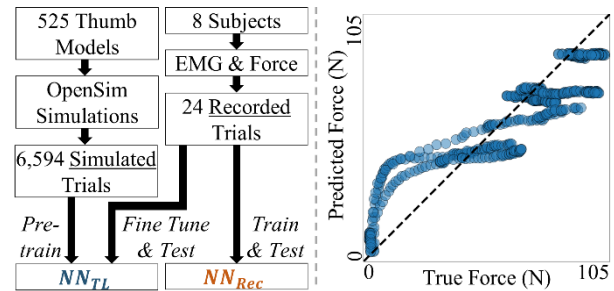 525 Thumb
Models
OpenSim
Simulations
6,594 Simulated
Trials
8 Subjects
EMG & Force
24 Recorded
Trials
Pre-
train
Fine Tune
& Test
Train
& Test
NN_TL
NN_Rec
105
Predicted Force (N)
0
0
True Force (N)
105